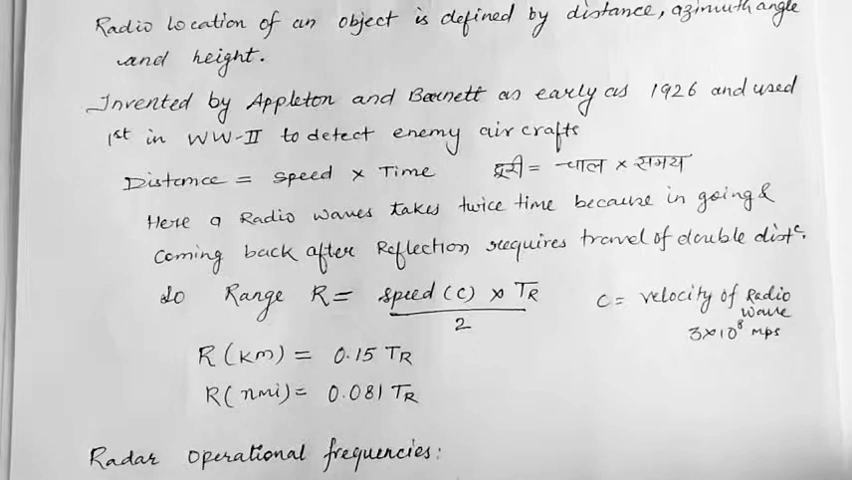 Radio location of an object is defined by distance, azimuth angle
and height.
Invented by Appleton and Barnett as early as 1926 and used
1st in WW-II to detect enemy air crafts
Distance = speed × Time दूरी = चाल × समय
Here a Radio waves takes twice time because in going &
coming back after Reflection requires travel of double distc.
so Range R = speed (c) × TR
2
c = velocity of Radio
wave
3×10⁸ mps
R (km) = 0.15 TR
R (nmi) = 0.081 TR
Radar operational frequencies: